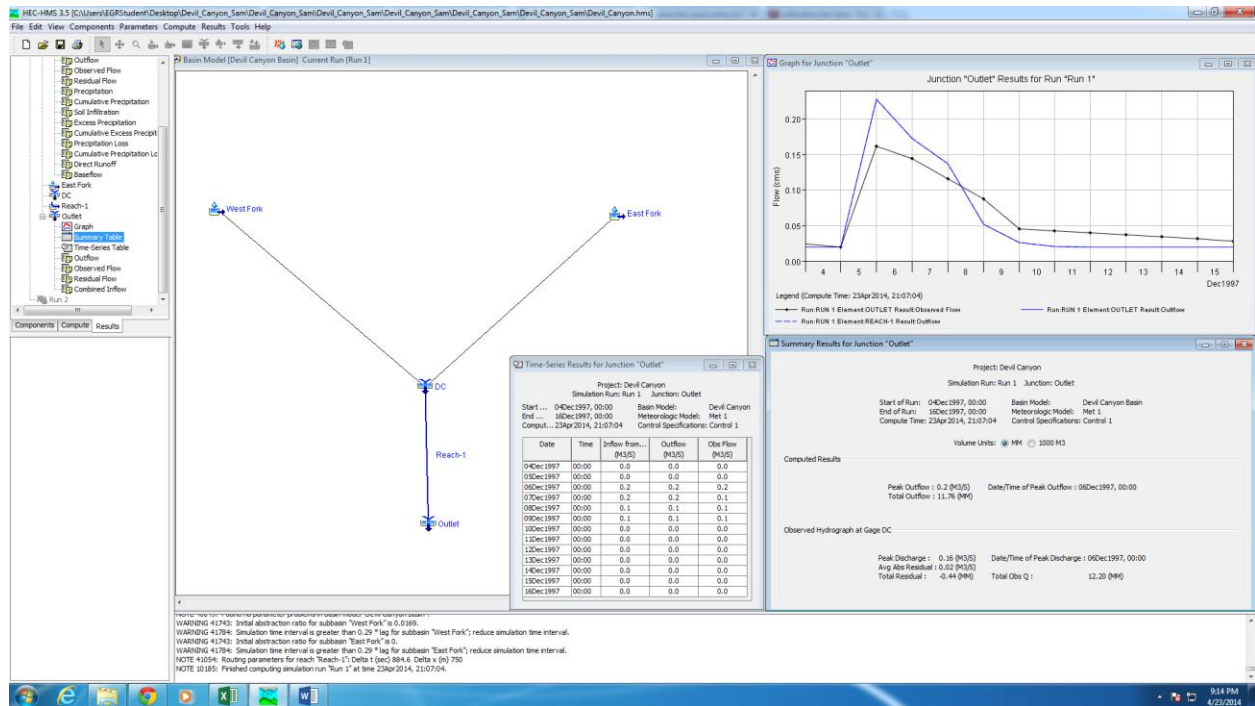 HEC-HMS 3.5 [C:\Users\EGRStudent\Desktop\Devil_Canyon_Sam\Devil_Canyon_Sam\Devil_Canyon_Sam\Devil_Canyon_Sam\Devil_Canyon_Sam\Devil_Canyon.hms]
File Edit View Components Parameters Compute Results Tools Help
Outflow
Observed Flow
Residual Flow
Precipitation
Cumulative Precipitation
Soil Infiltration
Excess Precipitation
Cumulative Excess Precipit
Precipitation Loss
Cumulative Precipitation Lo
Direct Runoff
Baseflow
East Fork
DC
Reach-1
Outlet
Graph
Summary Table
Time-Series Table
Outflow
Observed Flow
Residual Flow
Combined Inflow
Run 2
Components Compute Results
Basin Model [Devil Canyon Basin] Current Run [Run 1]
West Fork
East Fork
DC
Reach-1
Outlet
Graph for Junction "Outlet"
Junction "Outlet" Results for Run "Run 1"
Flow (cms)
0.20
0.15
0.10
0.05
0.00
4 5 6 7 8 9 10 11 12 13 14 15
Dec1997
Legend (Compute Time: 23Apr2014, 21:07:04)
Run:RUN 1 Element:OUTLET Result:Observed Flow
Run:RUN 1 Element:OUTLET Result:Outflow
Run:RUN 1 Element:REACH-1 Result:Outflow
Time-Series Results for Junction "Outlet"
Project: Devil Canyon
Simulation Run: Run 1 Junction: Outlet
Start ... 04Dec1997, 00:00 Basin Model: Devil Canyon
End ... 16Dec1997, 00:00 Meteorologic Model: Met 1
Comput...23Apr2014, 21:07:04 Control Specifications: Control 1
Date Time Inflow from... (M3/S) Outflow (M3/S) Obs Flow (M3/S)
04Dec1997 00:00 0.0 0.0 0.0
05Dec1997 00:00 0.0 0.0 0.0
06Dec1997 00:00 0.2 0.2 0.2
07Dec1997 00:00 0.2 0.2 0.1
08Dec1997 00:00 0.1 0.1 0.1
09Dec1997 00:00 0.1 0.1 0.1
10Dec1997 00:00 0.0 0.0 0.0
11Dec1997 00:00 0.0 0.0 0.0
12Dec1997 00:00 0.0 0.0 0.0
13Dec1997 00:00 0.0 0.0 0.0
14Dec1997 00:00 0.0 0.0 0.0
15Dec1997 00:00 0.0 0.0 0.0
16Dec1997 00:00 0.0 0.0 0.0
Summary Results for Junction "Outlet"
Project: Devil Canyon
Simulation Run: Run 1 Junction: Outlet
Start of Run: 04Dec1997, 00:00 Basin Model: Devil Canyon Basin
End of Run: 16Dec1997, 00:00 Meteorologic Model: Met 1
Compute Time: 23Apr2014, 21:07:04 Control Specifications: Control 1
Volume Units: MM 1000 M3
Computed Results
Peak Outflow : 0.2 (M3/S) Date/Time of Peak Outflow : 06Dec1997, 00:00
Total Outflow : 11.76 (MM)
Observed Hydrograph at Gage DC
Peak Discharge : 0.16 (M3/S) Date/Time of Peak Discharge : 06Dec1997, 00:00
Avg Abs Residual : 0.02 (M3/S)
Total Residual : -0.44 (MM) Total Obs Q : 12.20 (MM)
WARNING 41743: Initial abstraction ratio for subbasin "West Fork" is 0.0169.
WARNING 41784: Simulation time interval is greater than 0.29 * lag for subbasin "West Fork"; reduce simulation time interval.
WARNING 41743: Initial abstraction ratio for subbasin "East Fork" is 0.
WARNING 41784: Simulation time interval is greater than 0.29 * lag for subbasin "East Fork"; reduce simulation time interval.
NOTE 41054: Routing parameters for reach "Reach-1": Delta t (sec) 884.6 Delta x (m) 750
NOTE 10185: Finished computing simulation run "Run 1" at time 23Apr2014, 21:07:04.
9:14 PM
4/23/2014